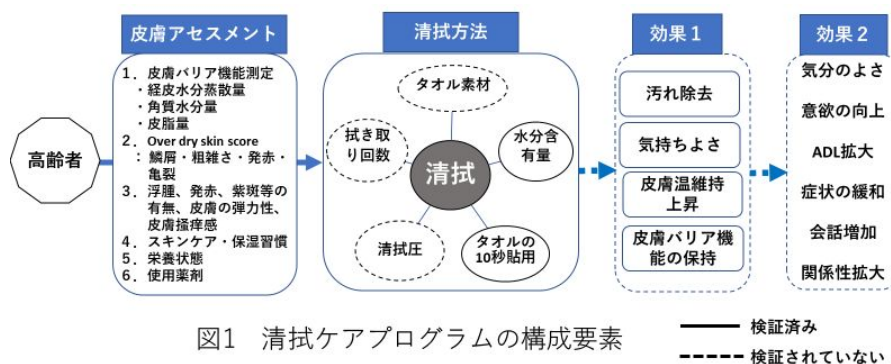 皮膚アセスメント
清拭方法
効果1
効果2
高齢者
1．皮膚バリア機能測定
・経皮水分蒸散量
・角質水分量
・皮脂量
2．Over dry skin score
：鱗屑・粗雑さ・発赤・
亀裂
3．浮腫、発赤、紫斑等の
有無、皮膚の弾力性、
皮膚掻痒感
4．スキンケア・保湿習慣
5．栄養状態
6．使用薬剤
タオル素材
拭き取
り回数
水分含
有量
清拭
清拭圧
タオルの
10秒貼用
汚れ除去
気持ちよさ
皮膚温維持
上昇
皮膚バリア機
能の保持
気分のよさ
意欲の向上
ADL拡大
症状の緩和
会話増加
関係性拡大
図1　清拭ケアプログラムの構成要素
検証済み
検証されていない